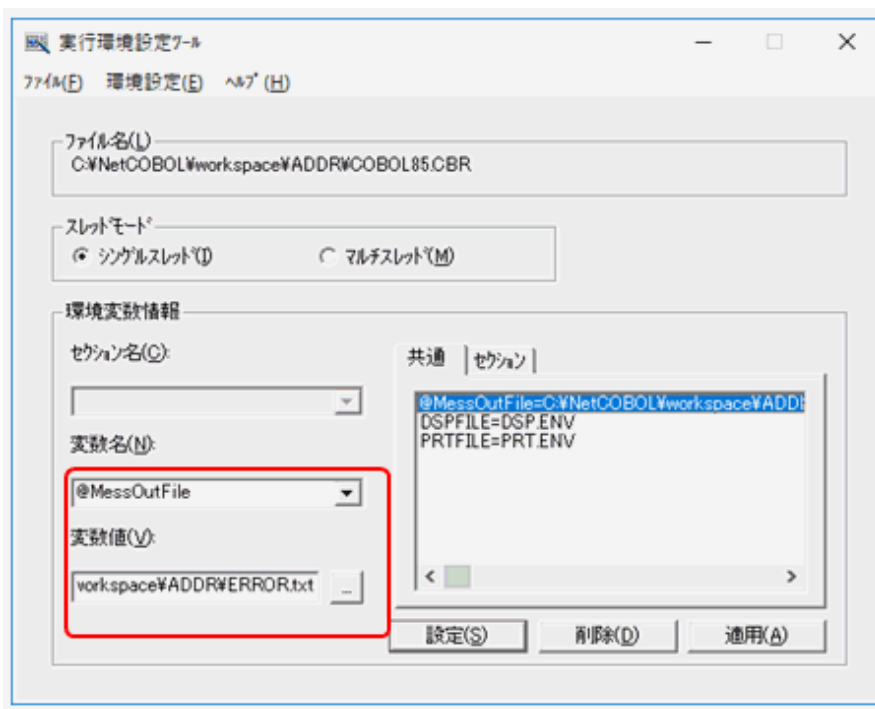 実行環境設定ﾂｰﾙ
ﾌｧｲﾙ(F) 環境設定(E) ﾍﾙﾌﾟ(H)
ﾌｧｲﾙ名(L)
C:¥NetCOBOL¥workspace¥ADDR¥COBOL85.CBR
ｽﾚｯﾄﾞﾓｰﾄﾞ
ｼﾝｸﾞﾙｽﾚｯﾄﾞ(I) ﾏﾙﾁｽﾚｯﾄﾞ(M)
環境変数情報
ｾｸｼｮﾝ名(C):
共通 ｾｸｼｮﾝ
@MessOutFile=C:¥NetCOBOL¥workspace¥ADDI
DSPFILE=DSP.ENV
PRTFILE=PRT.ENV
変数名(N):
@MessOutFile
変数値(V):
vorkspace¥ADDR¥ERROR.txt ...
設定(S) 削除(D) 適用(A)